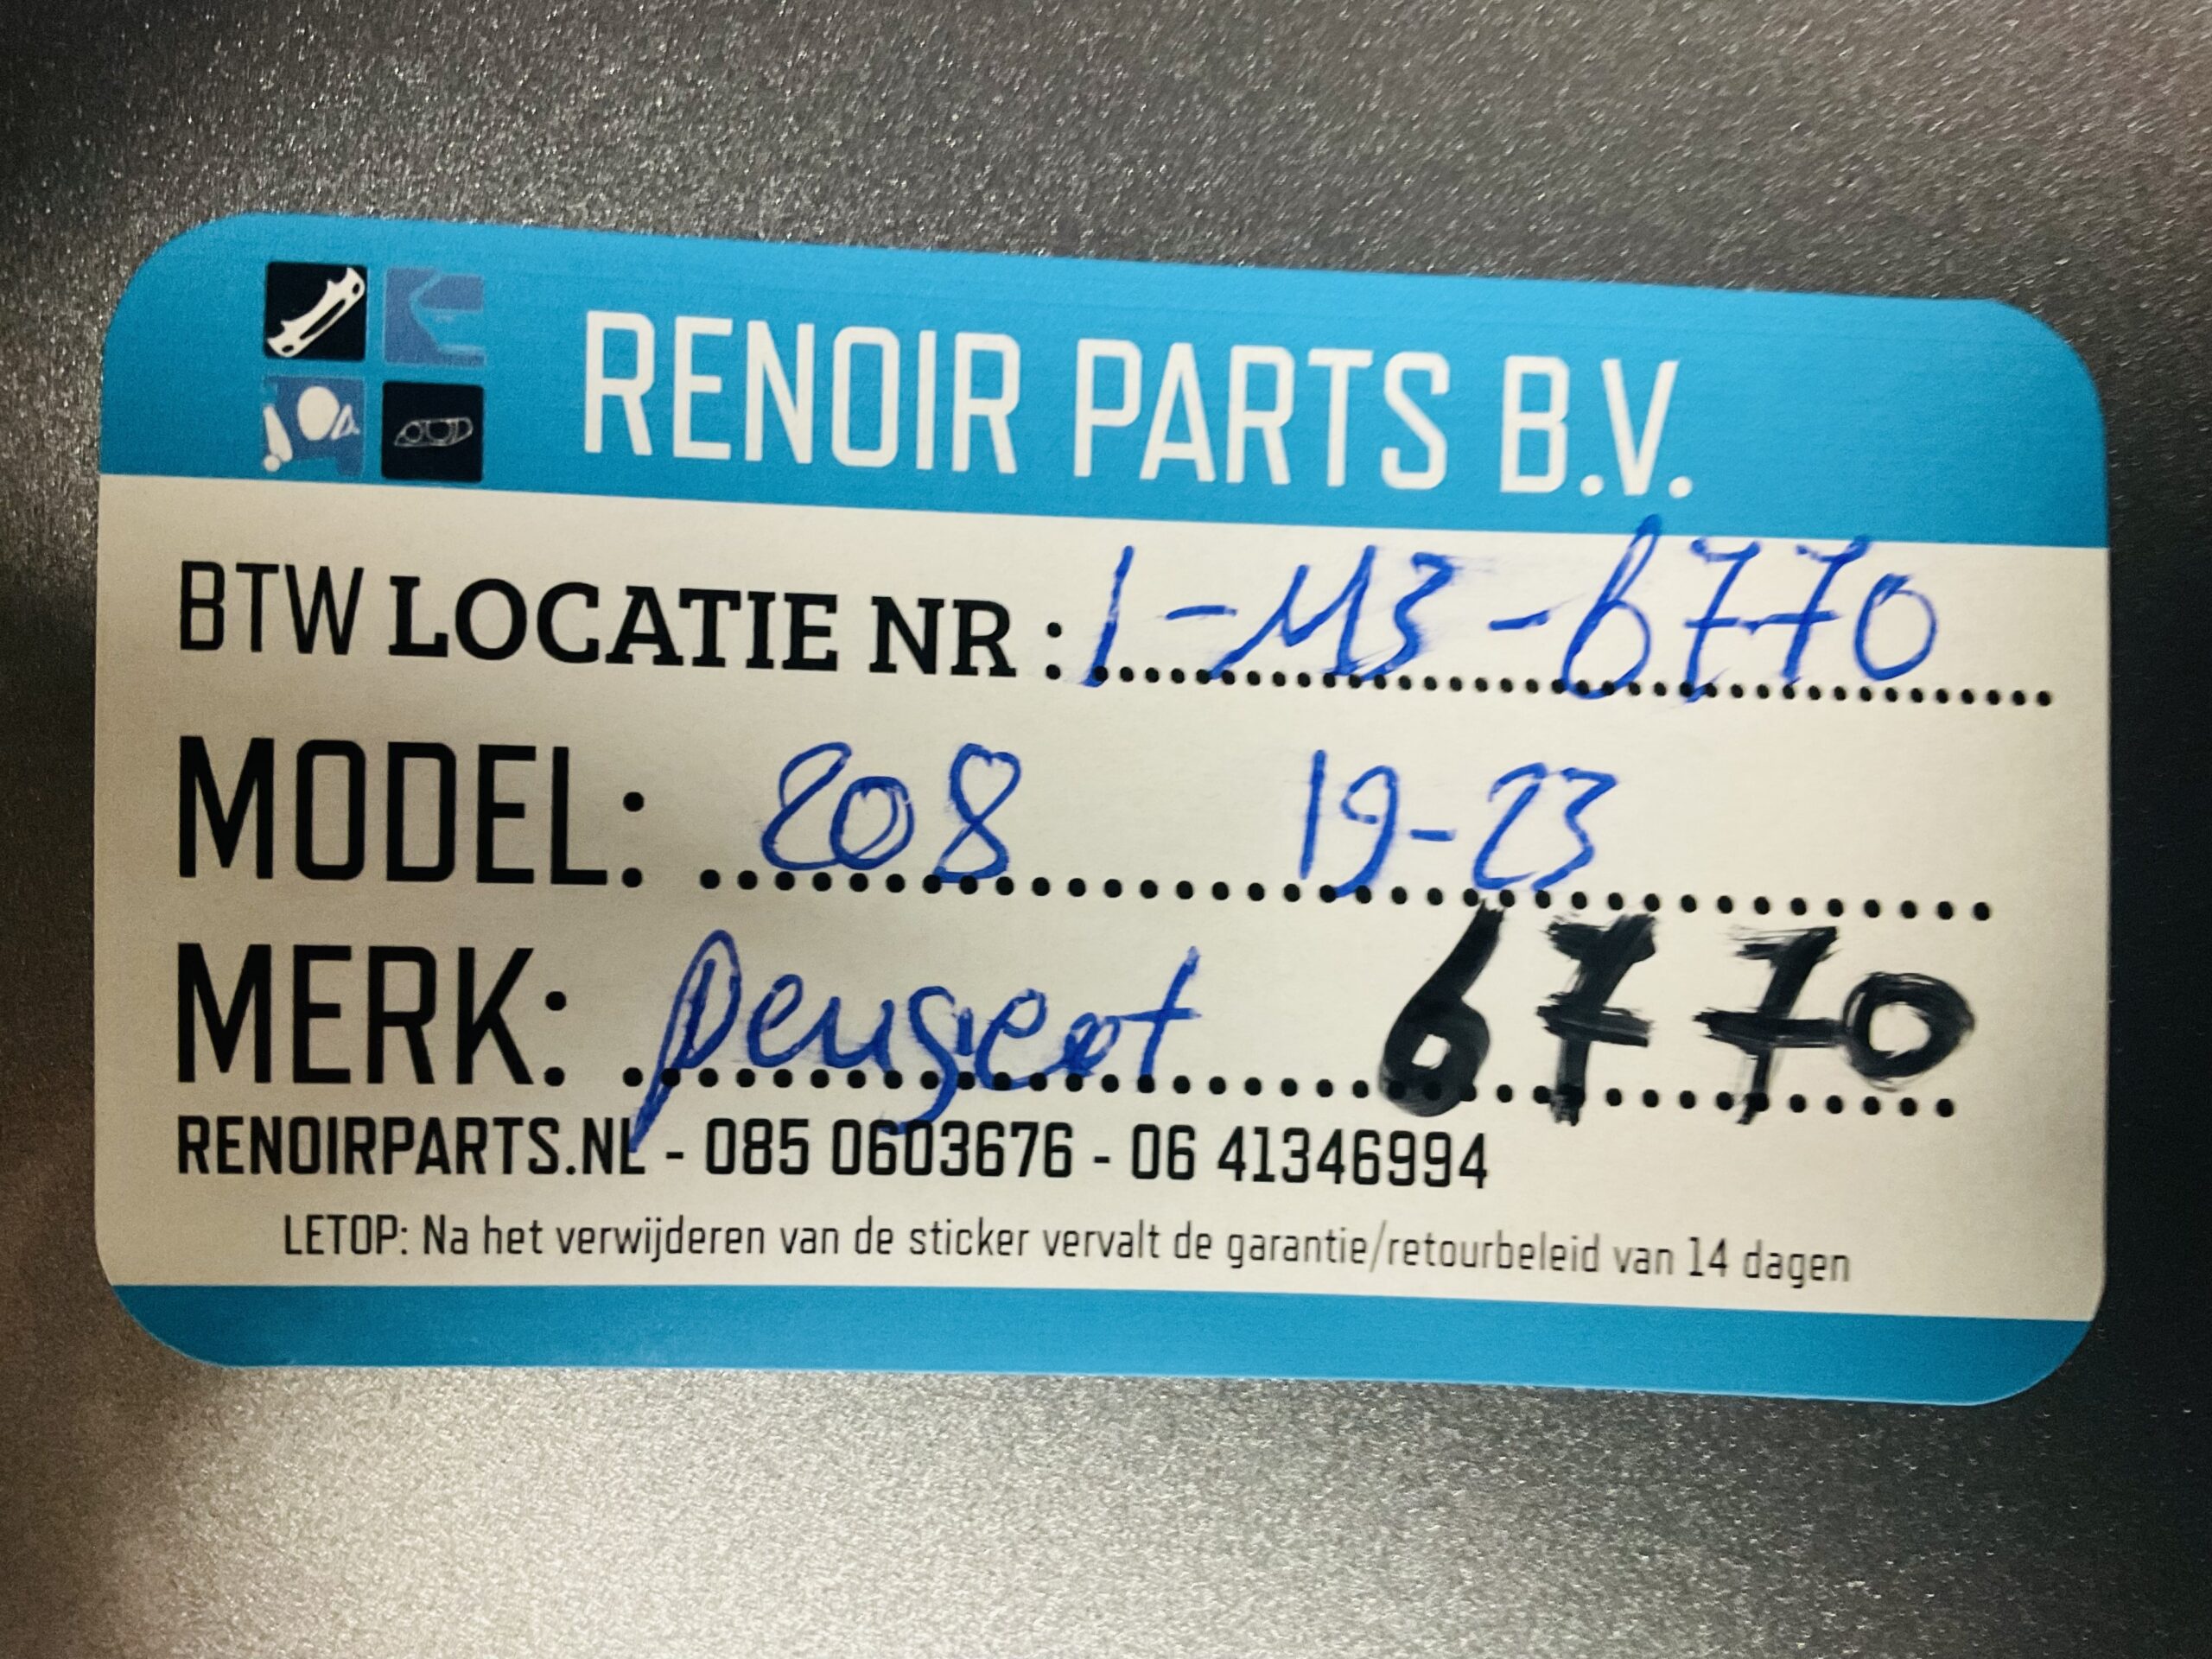 RENOIR PARTS B.V.
BTW LOCATIE NR : 1-M3-6770
MODEL: 208 19-23
MERK: peugeot 6770
RENOIRPARTS.NL - 085 0603676 - 06 41346994
LETOP: Na het verwijderen van de sticker vervalt de garantie/retourbeleid van 14 dagen